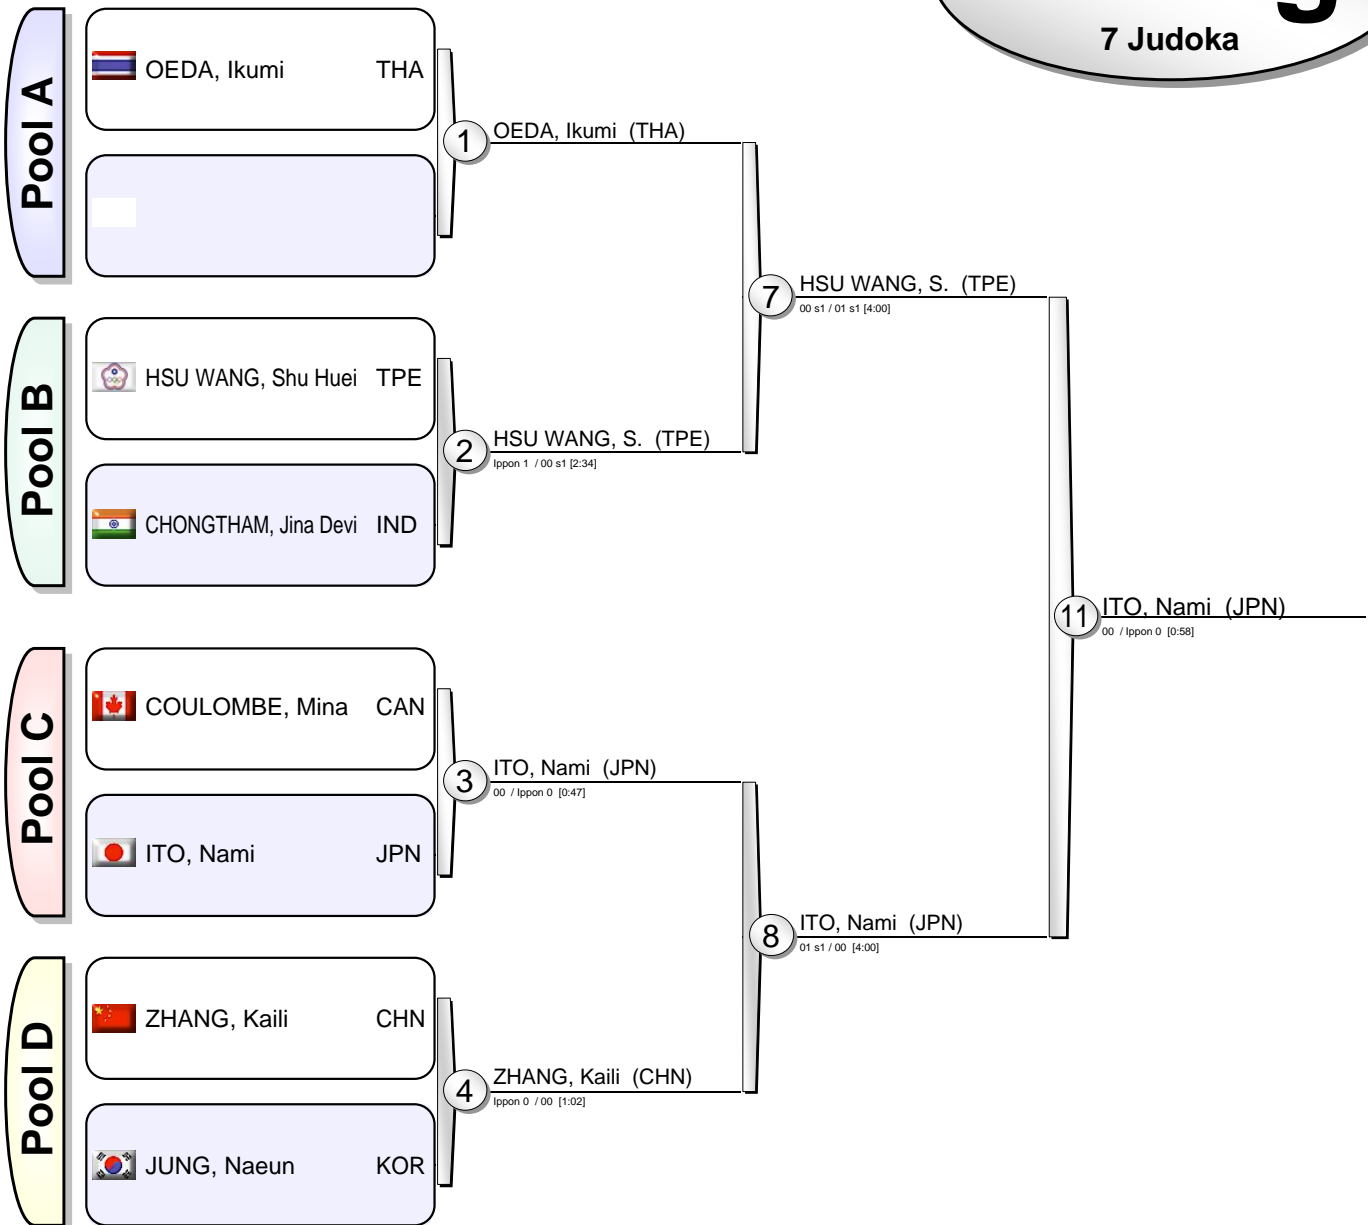 7 Judoka
Pool A
OEDA, Ikumi THA
1 OEDA, Ikumi (THA)
7 HSU WANG, S. (TPE)
00 s1 / 01 s1 [4:00]
Pool B
HSU WANG, Shu Huei TPE
2 HSU WANG, S. (TPE)
Ippon 1 / 00 s1 [2:34]
CHONGTHAM, Jina Devi IND
11 ITO, Nami (JPN)
00 / Ippon 0 [0:58]
Pool C
COULOMBE, Mina CAN
3 ITO, Nami (JPN)
00 / Ippon 0 [0:47]
ITO, Nami JPN
8 ITO, Nami (JPN)
01 s1 / 00 [4:00]
Pool D
ZHANG, Kaili CHN
4 ZHANG, Kaili (CHN)
Ippon 0 / 00 [1:02]
JUNG, Naeun KOR